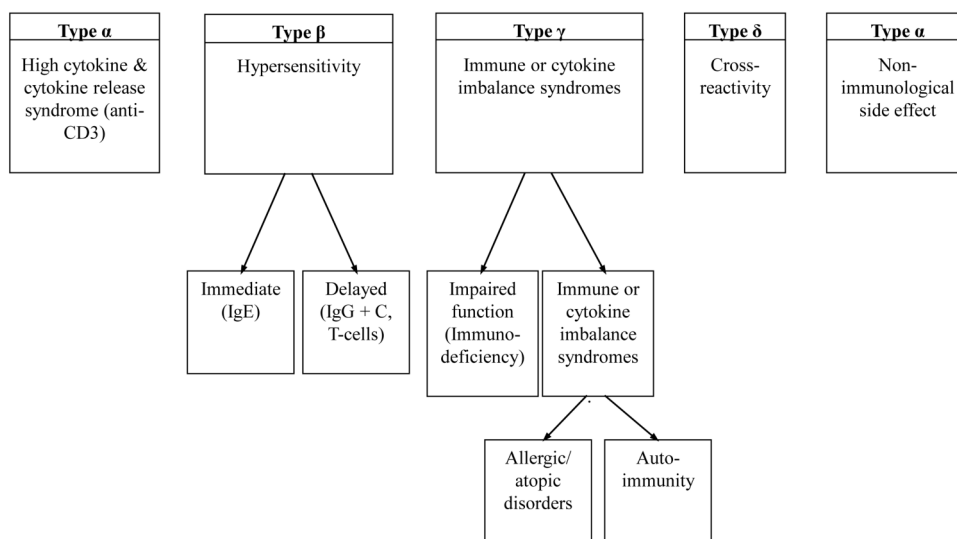 Type α
High cytokine &
cytokine release
syndrome (anti-
CD3)
Type β
Hypersensitivity
Type γ
Immune or cytokine
imbalance syndromes
Type δ
Cross-
reactivity
Type α
Non-
immunological
side effect
Immediate
(IgE)
Delayed
(IgG + C,
T-cells)
Impaired
function
(Immuno-
deficiency)
Immune or
cytokine
imbalance
syndromes
Allergic/
atopic
disorders
Auto-
immunity